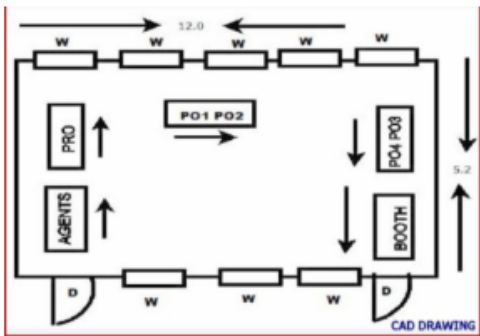 12.0
W W W W W
PO1 PO2
PRO
PO4 PO3
5.2
AGENTS
BOOTH
D W W W D
CAD DRAWING